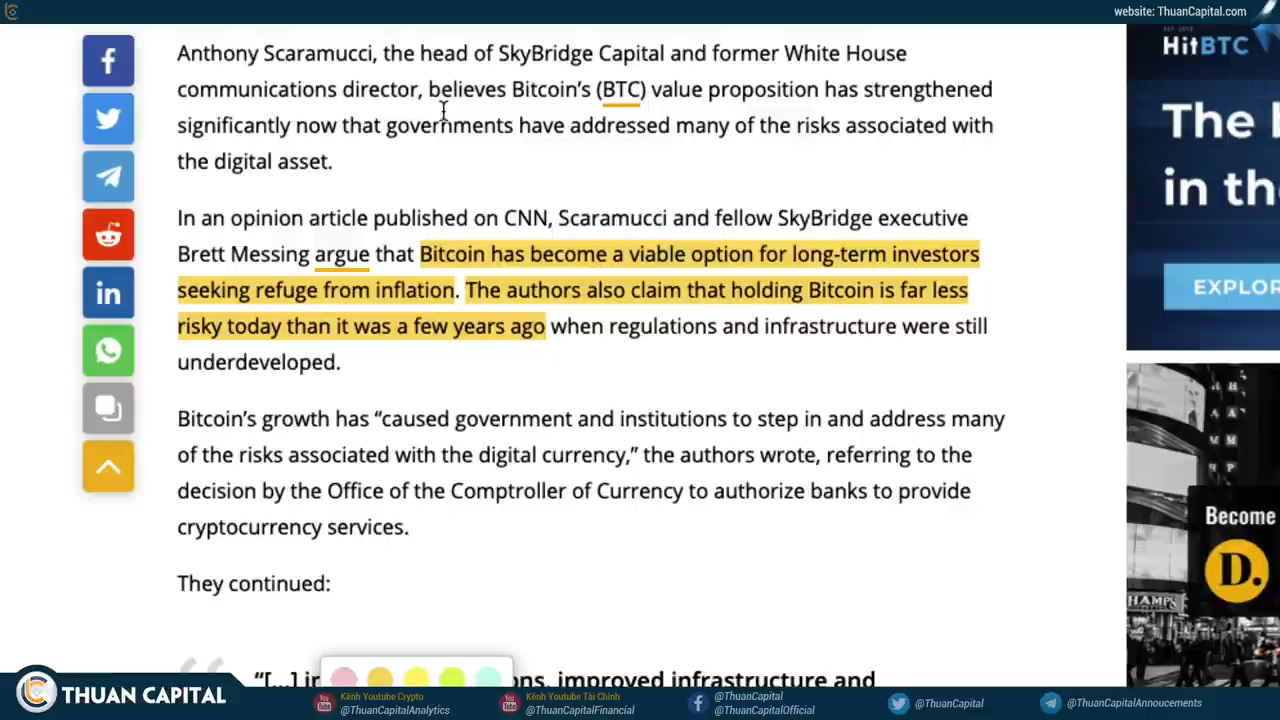 website: ThuanCapital.com
Anthony Scaramucci, the head of SkyBridge Capital and former White House
communications director, believes Bitcoin’s (BTC) value proposition has strengthened
significantly now that governments have addressed many of the risks associated with
the digital asset.
In an opinion article published on CNN, Scaramucci and fellow SkyBridge executive
Brett Messing argue that Bitcoin has become a viable option for long-term investors
seeking refuge from inflation. The authors also claim that holding Bitcoin is far less
risky today than it was a few years ago when regulations and infrastructure were still
underdeveloped.
Bitcoin’s growth has “caused government and institutions to step in and address many
of the risks associated with the digital currency,” the authors wrote, referring to the
decision by the Office of the Comptroller of Currency to authorize banks to provide
cryptocurrency services.
They continued:
“[...] in ons, improved infrastructure and
HitBTC
The b
in th
EXPLOR
Become
D.
THUAN CAPITAL
Kênh Youtube Crypto
@ThuanCapitalAnalytics
Kênh Youtube Tài Chính
@ThuanCapitalFinancial
@ThuanCapital
@ThuanCapitalOfficial
@ThuanCapital
@ThuanCapitalAnnoucements